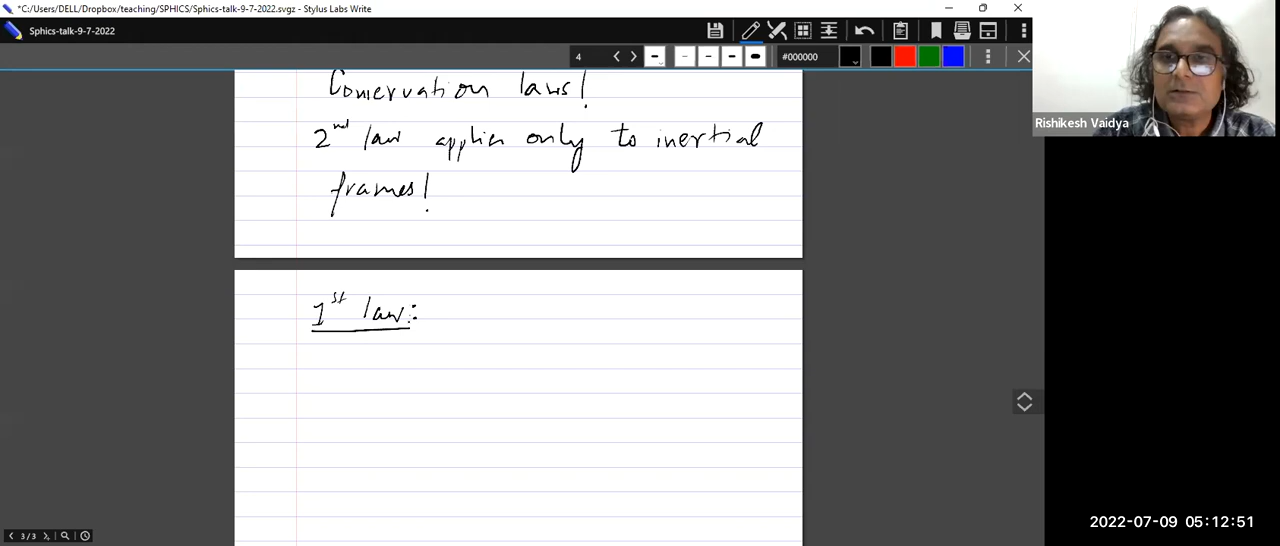 *C:/Users/DELL/Dropbox/teaching/SPHICS/Sphics-talk-9-7-2022.svgz - Stylus Labs Write
Sphics-talk-9-7-2022
4
#000000
Conservation laws!
2nd law applies only to inertial
frames!
1st law:
3/3
Rishikesh Vaidya
2022-07-09 05:12:51